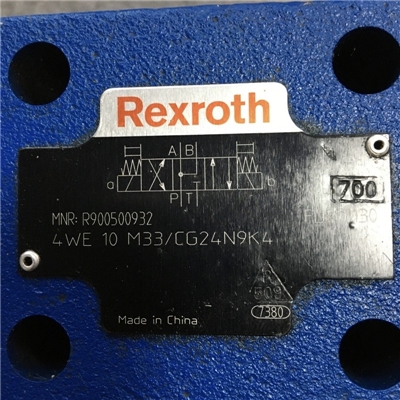 Rexroth
A B
a b
P T
700
MNR: R900500932
4WE 10 M33/CG24N9K4
7380
Made in China